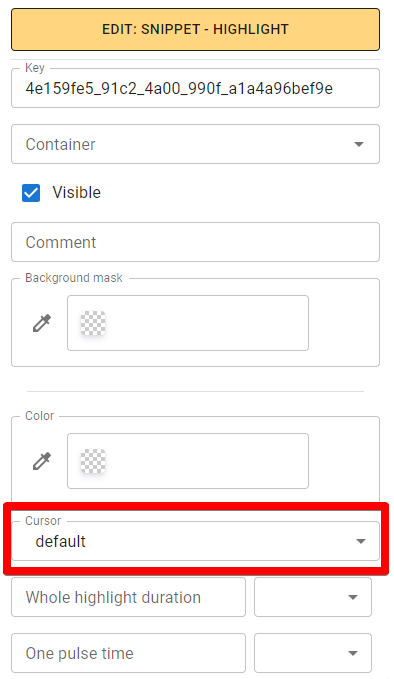 EDIT: SNIPPET - HIGHLIGHT
Key
4e159fe5_91c2_4a00_990f_a1a4a96bef9e
Container
Visible
Comment
Background mask
Color
Cursor
default
Whole highlight duration
One pulse time